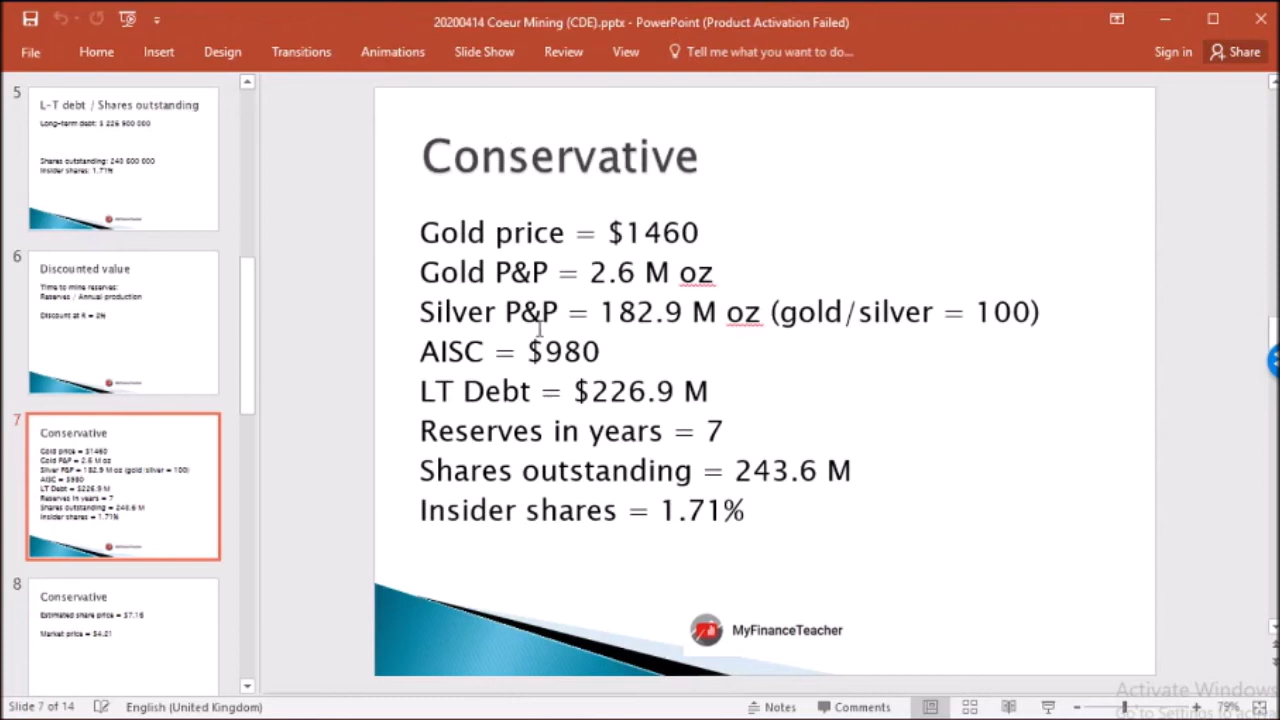 20200414 Coeur Mining (CDE).pptx - PowerPoint (Product Activation Failed)
File Home Insert Design Transitions Animations Slide Show Review View Tell me what you want to do... Sign in Share
5
L-T debt / Shares outstanding
Long-term debt: $ 226 900 000
Shares outstanding: 243 600 000
Insider shares: 1.71%
6
Discounted value
Time to mine reserves:
Reserves / Annual production
Discount at R = 2%
7
Conservative
Gold price = $1460
Gold P&P = 2.6 M oz
Silver P&P = 182.9 M oz (gold/silver = 100)
AISC = $980
LT Debt = $226.9 M
Reserves in years = 7
Shares outstanding = 243.6 M
Insider shares = 1.71%
8
Conservative
Estimated share price = $7.16
Market price = $4.21
Conservative
Gold price = $1460
Gold P&P = 2.6 M oz
Silver P&P = 182.9 M oz (gold/silver = 100)
AISC = $980
LT Debt = $226.9 M
Reserves in years = 7
Shares outstanding = 243.6 M
Insider shares = 1.71%
MyFinanceTeacher
Activate Windows
Go to Settings to activa
Slide 7 of 14 English (United Kingdom) Notes Comments 79%